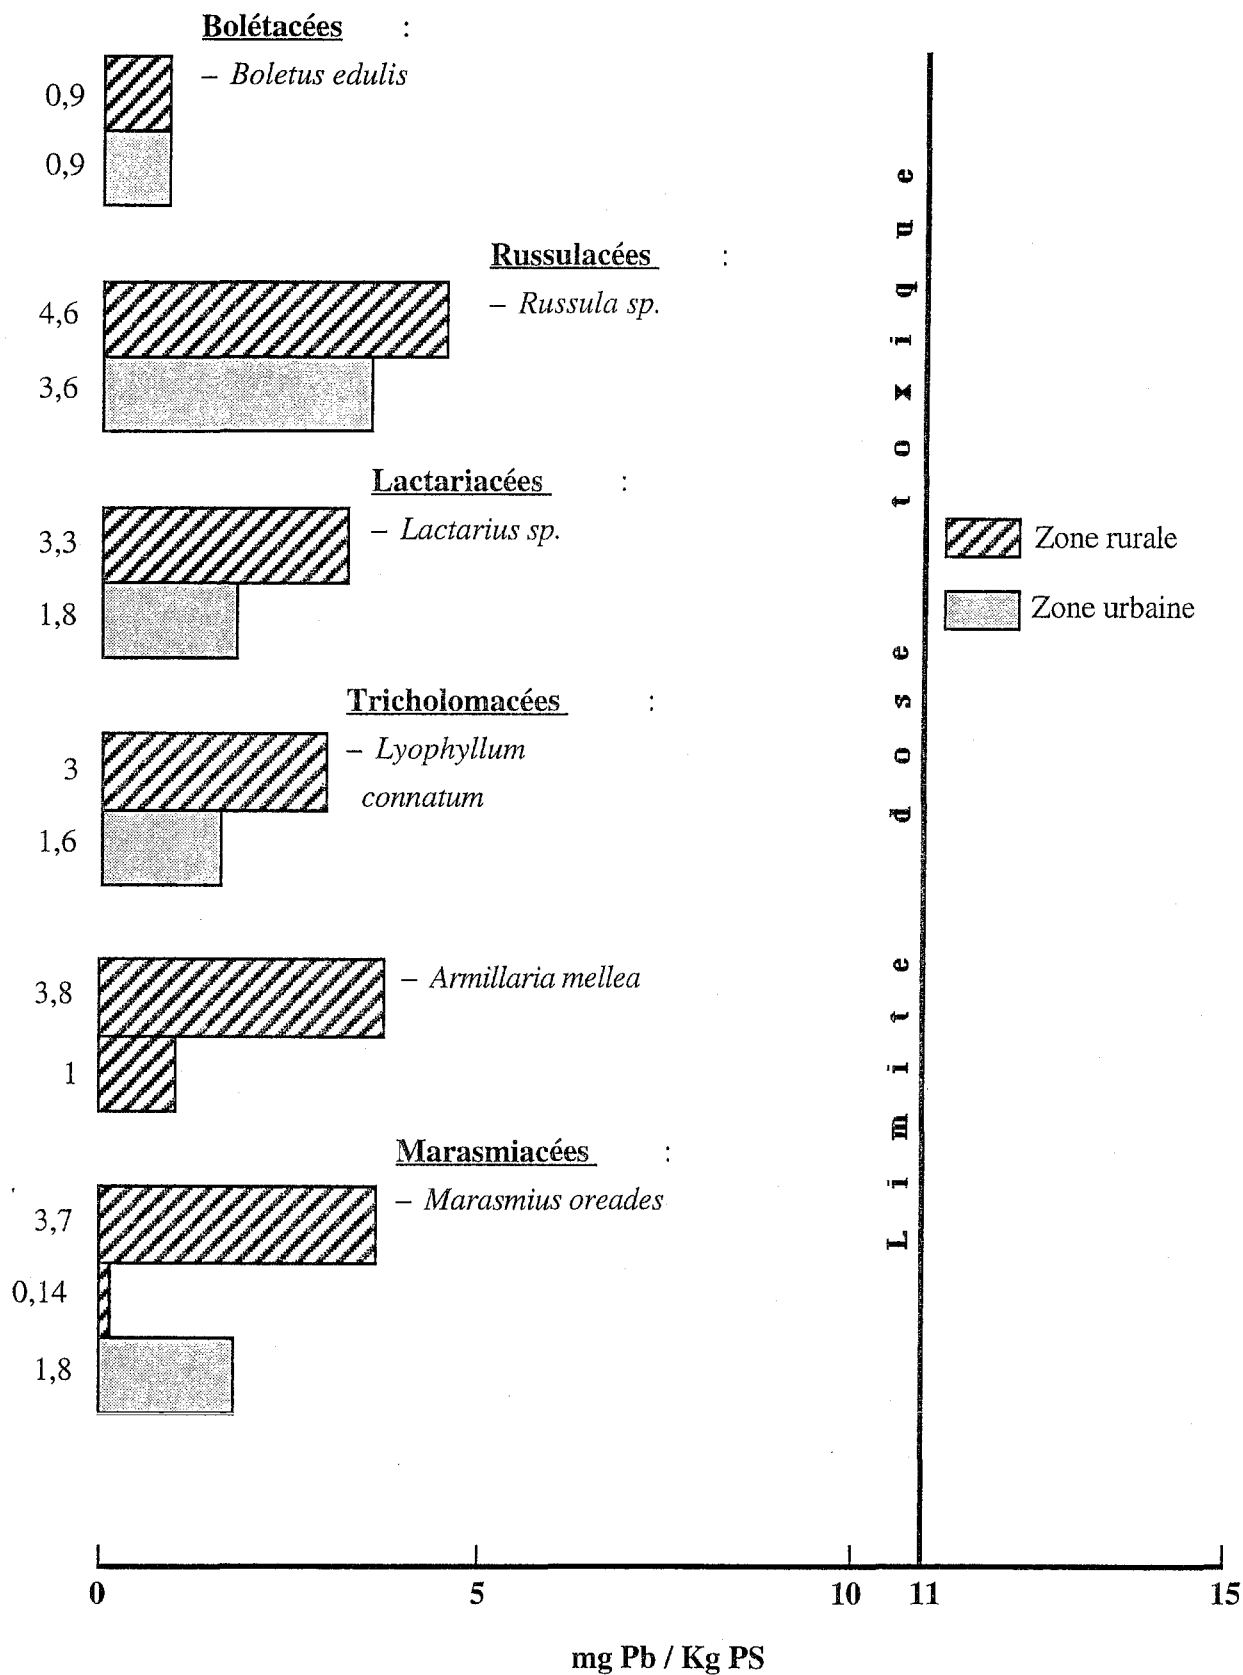 Bolétacées :
– Boletus edulis
0,9
0,9
Russulacées :
– Russula sp.
4,6
3,6
Lactariacées :
– Lactarius sp.
3,3
1,8
Tricholomacées :
– Lyophyllum
connatum
3
1,6
– Armillaria mellea
3,8
1
Marasmiacées :
– Marasmius oreades
3,7
0,14
1,8
Limite dose toxique
Zone rurale
Zone urbaine
0 5 10 11 15
mg Pb / Kg PS